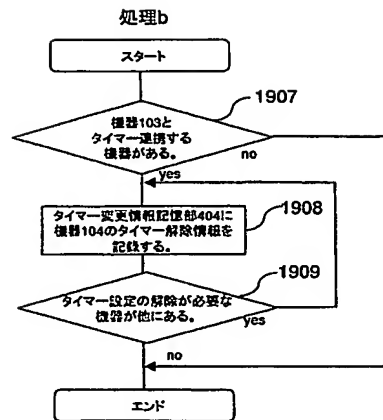 処理b
スタート
1907
機器103と
タイマー連携する
機器がある。
no
yes
1908
タイマー変更情報記憶部404に
機器104のタイマー解除情報を
記録する。
1909
タイマー設定の解除が必要な
機器が他にある。
yes
no
エンド